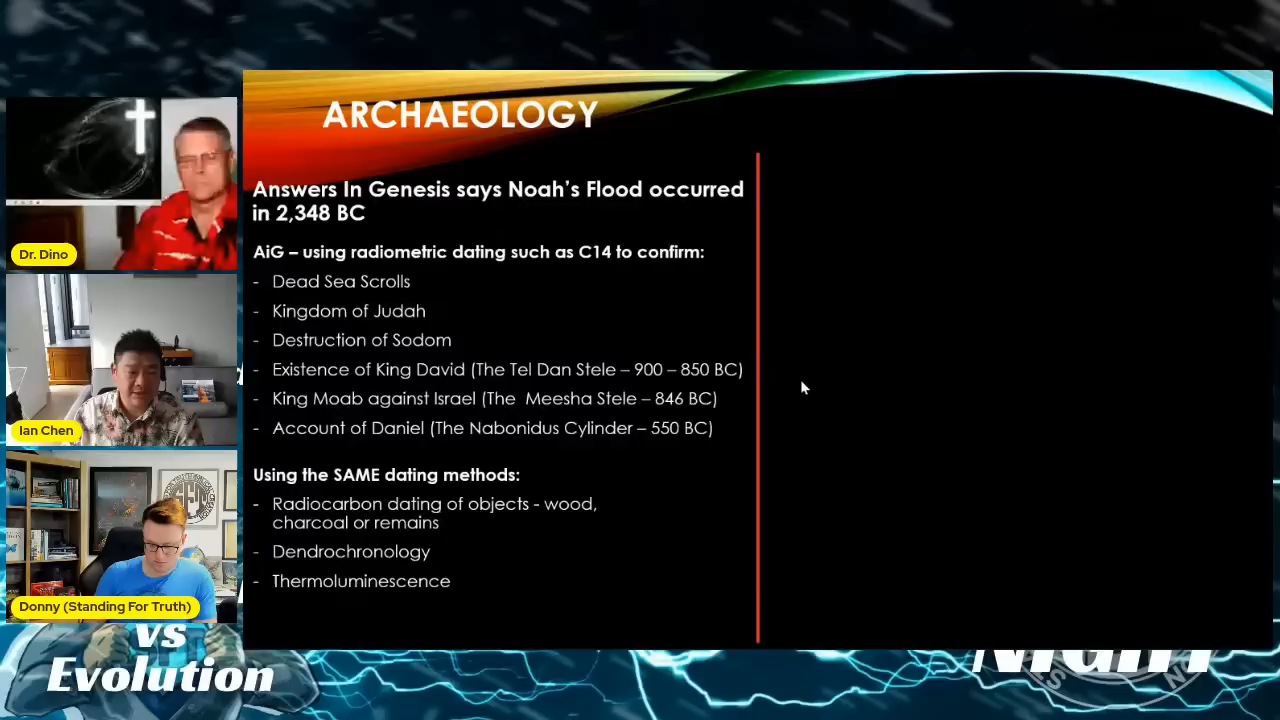 ARCHAEOLOGY
Answers In Genesis says Noah's Flood occurred
in 2,348 BC
AiG – using radiometric dating such as C14 to confirm:
- Dead Sea Scrolls
- Kingdom of Judah
- Destruction of Sodom
- Existence of King David (The Tel Dan Stele – 900 – 850 BC)
- King Moab against Israel (The Meesha Stele – 846 BC)
- Account of Daniel (The Nabonidus Cylinder – 550 BC)
Using the SAME dating methods:
- Radiocarbon dating of objects - wood,
charcoal or remains
- Dendrochronology
- Thermoluminescence
Dr. Dino
Ian Chen
Donny (Standing For Truth)
vs
Evolution